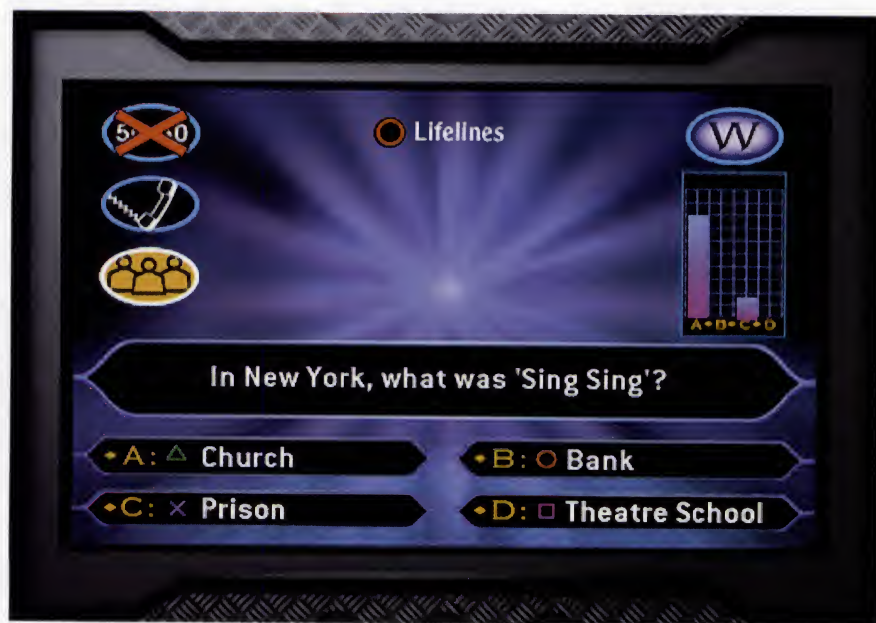 Lifelines
W
A B C D
In New York, what was 'Sing Sing'?
A: Church
B: Bank
C: Prison
D: Theatre School